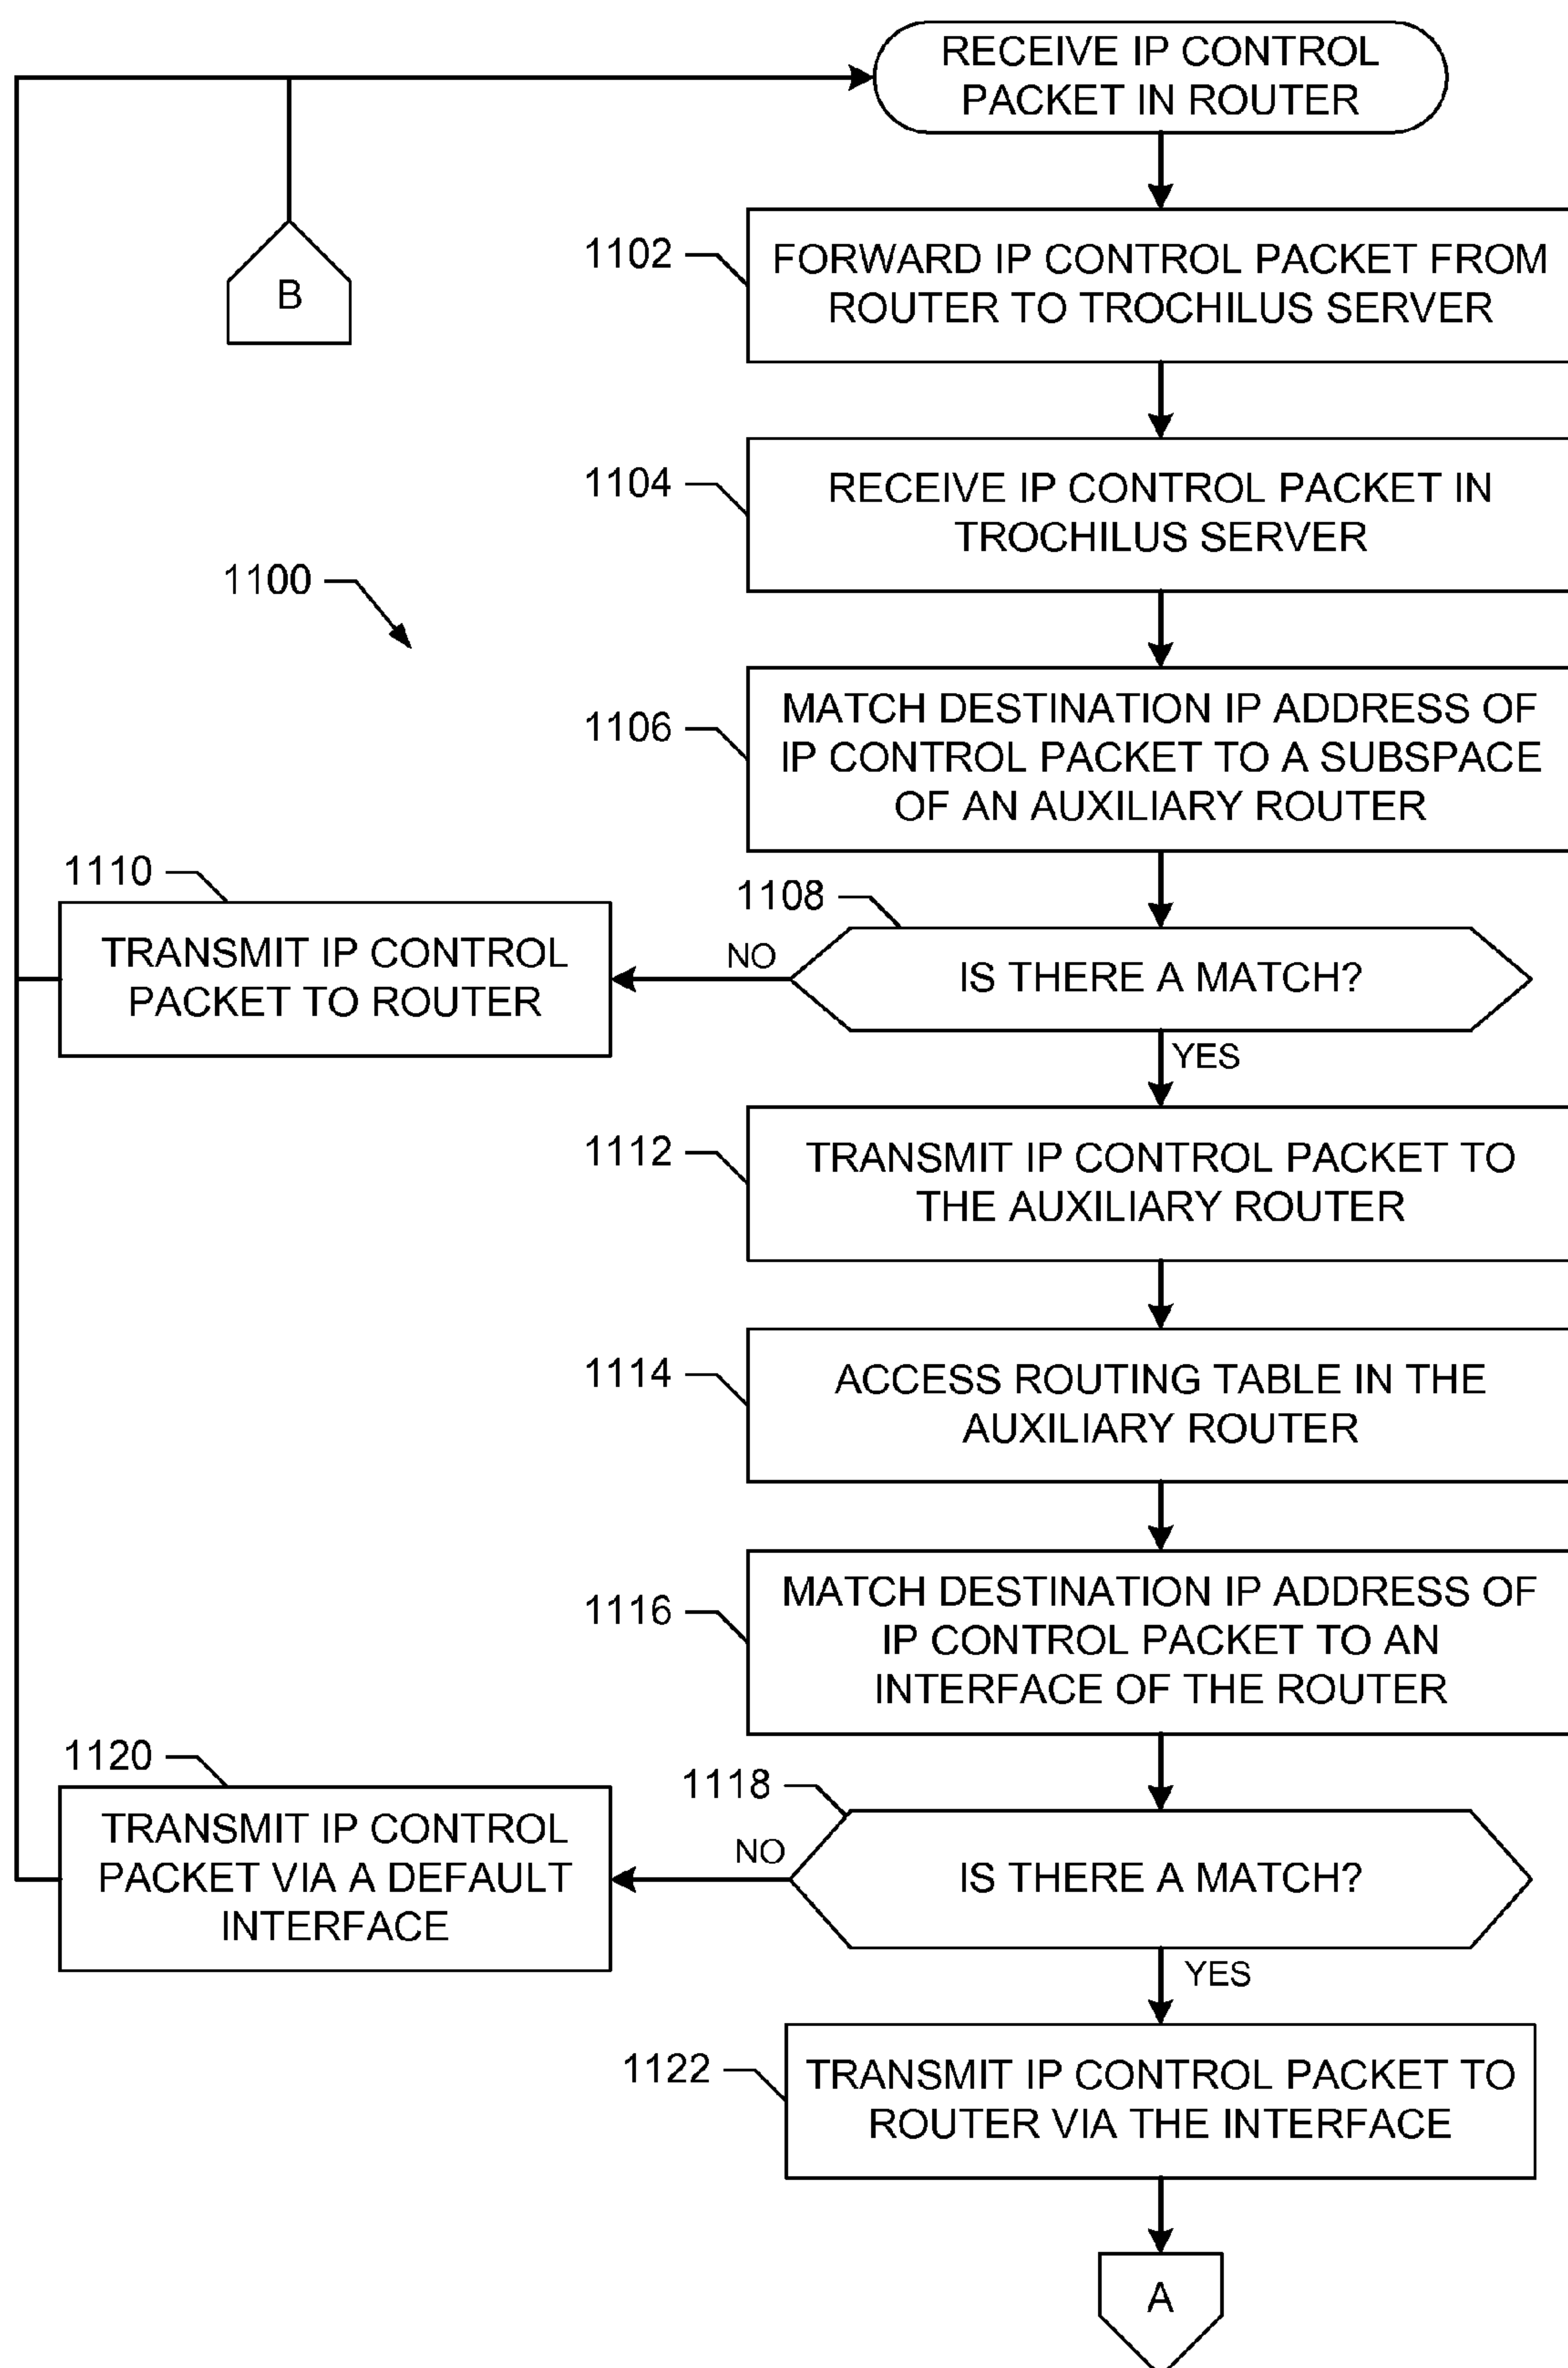 RECEIVE IP CONTROL
PACKET IN ROUTER
B
1102
FORWARD IP CONTROL PACKET FROM
ROUTER TO TROCHILUS SERVER
1104
RECEIVE IP CONTROL PACKET IN
TROCHILUS SERVER
1100
1106
MATCH DESTINATION IP ADDRESS OF
IP CONTROL PACKET TO A SUBSPACE
OF AN AUXILIARY ROUTER
1110
TRANSMIT IP CONTROL
PACKET TO ROUTER
NO
1108
IS THERE A MATCH?
YES
1112
TRANSMIT IP CONTROL PACKET TO
THE AUXILIARY ROUTER
1114
ACCESS ROUTING TABLE IN THE
AUXILIARY ROUTER
1116
MATCH DESTINATION IP ADDRESS OF
IP CONTROL PACKET TO AN
INTERFACE OF THE ROUTER
1120
TRANSMIT IP CONTROL
PACKET VIA A DEFAULT
INTERFACE
NO
1118
IS THERE A MATCH?
YES
1122
TRANSMIT IP CONTROL PACKET TO
ROUTER VIA THE INTERFACE
A